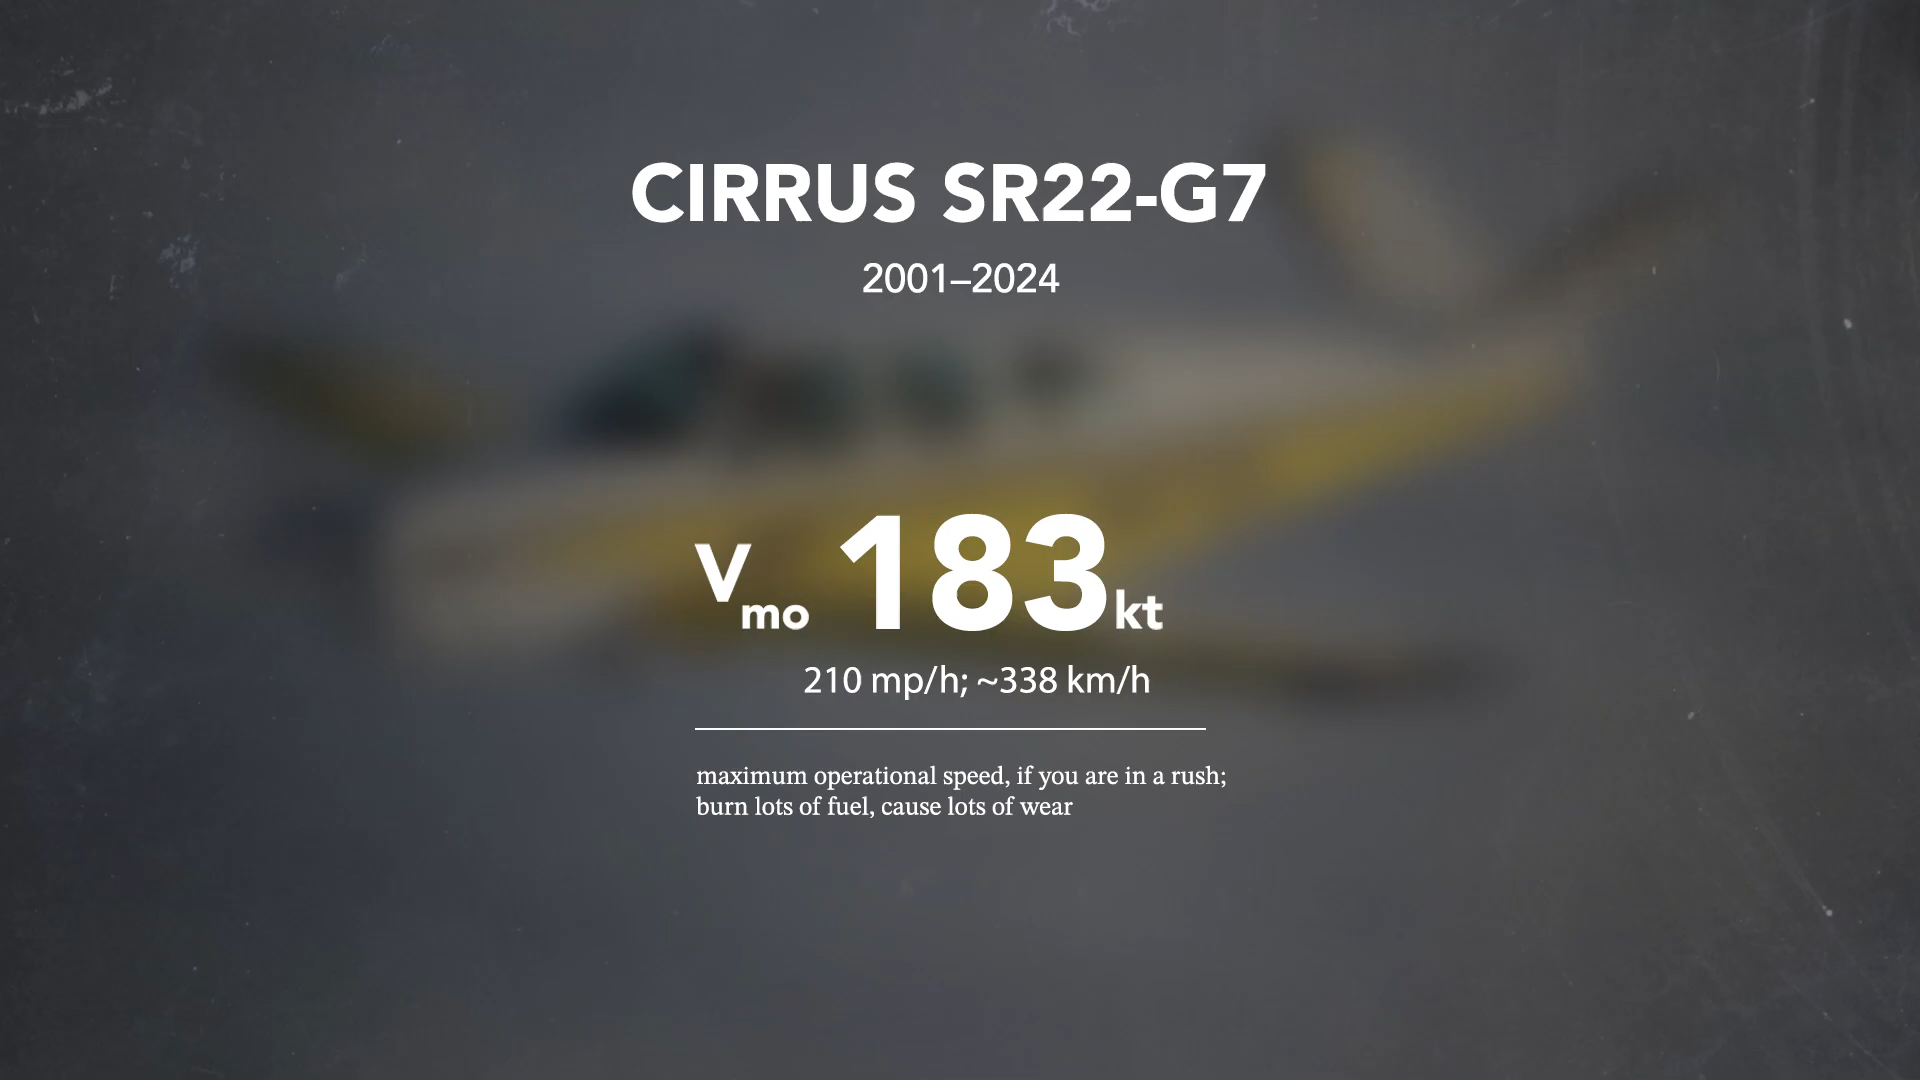 CIRRUS SR22-G7
2001–2024
Vmo 183kt
210 mp/h; ~338 km/h
maximum operational speed, if you are in a rush;
burn lots of fuel, cause lots of wear